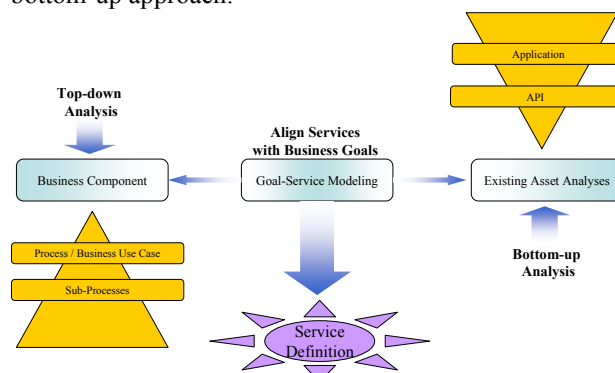 bottom-up approach.
Application
API
Top-down
Analysis
Align Services
with Business Goals
Business Component
Goal-Service Modeling
Existing Asset Analyses
Process / Business Use Case
Sub-Processes
Bottom-up
Analysis
Service
Definition